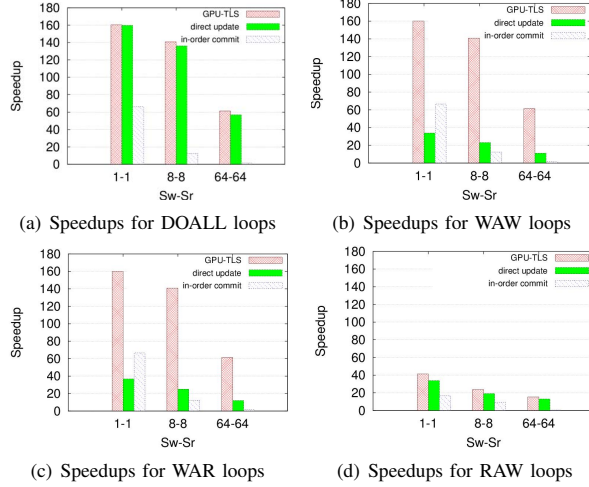 GPU-TLS
direct update
in-order commit
180
160
140
120
100
80
60
40
20
0
Speedup
1-1 8-8 64-64
Sw-Sr
(a) Speedups for DOALL loops
GPU-TLS
direct update
in-order commit
180
160
140
120
100
80
60
40
20
0
Speedup
1-1 8-8 64-64
Sw-Sr
(b) Speedups for WAW loops
GPU-TLS
direct update
in-order commit
180
160
140
120
100
80
60
40
20
0
Speedup
1-1 8-8 64-64
Sw-Sr
(c) Speedups for WAR loops
GPU-TLS
direct update
in-order commit
180
160
140
120
100
80
60
40
20
0
Speedup
1-1 8-8 64-64
Sw-Sr
(d) Speedups for RAW loops